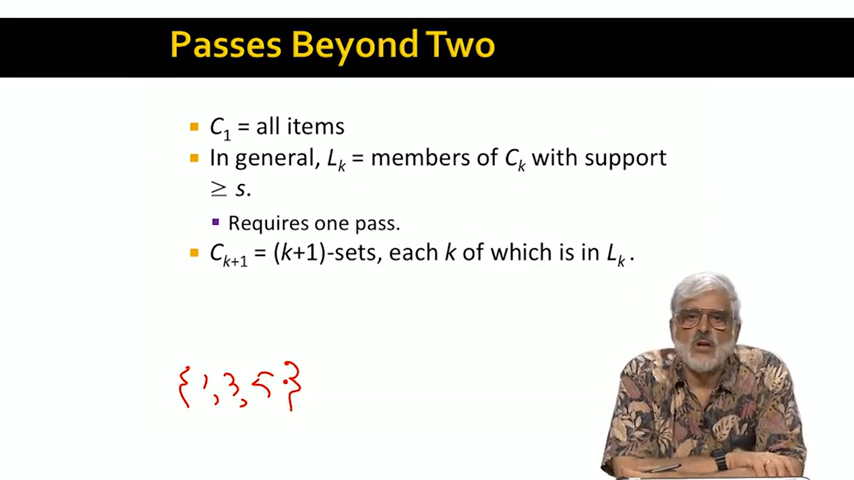 Passes Beyond Two
C₁ = all items
In general, Lₖ = members of Cₖ with support
≥ s.
Requires one pass.
Cₖ₊₁ = (k+1)-sets, each k of which is in Lₖ.
{1,3,5}